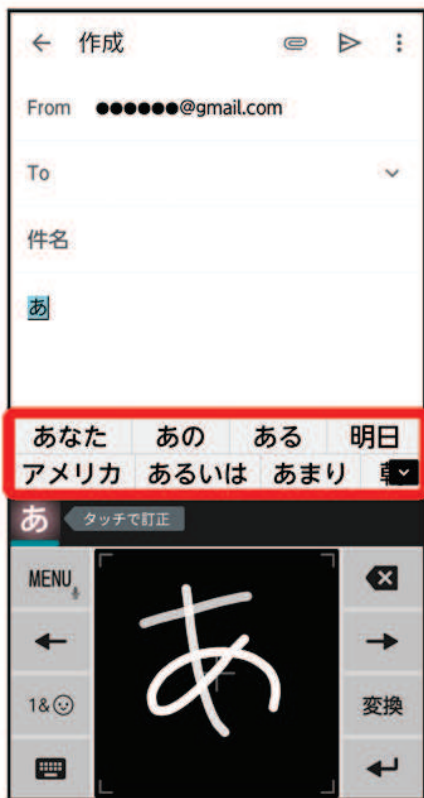 作成
From ●●●●●●@gmail.com
To
件名
あ
あなた あの ある 明日
アメリカ あるいは あまり
あ タッチで訂正
MENU
あ
1&
変換